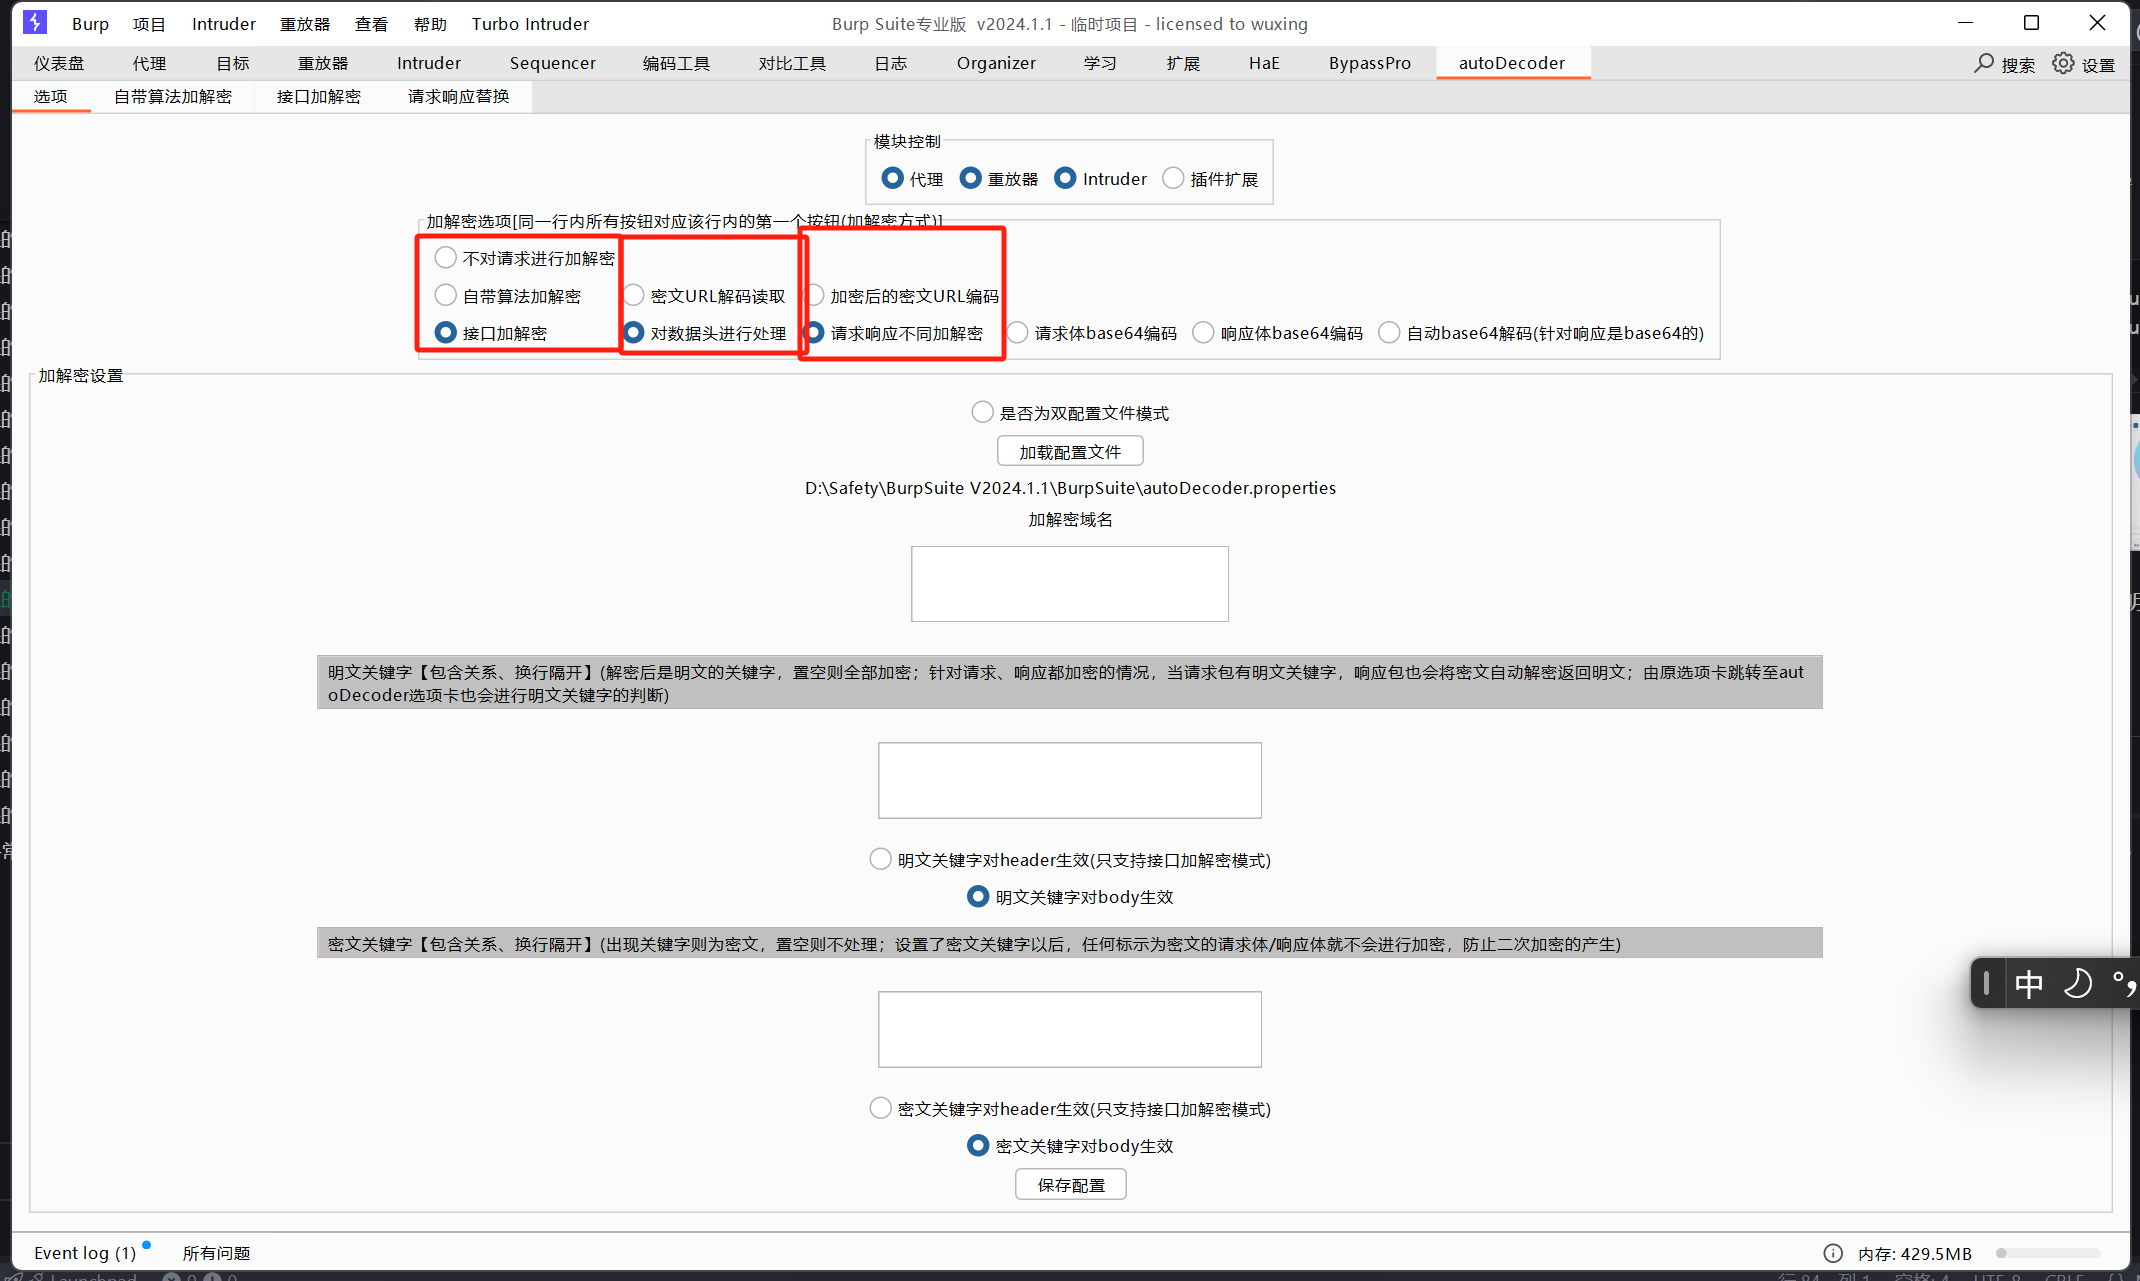 Burp 项目 Intruder 重放器 查看 帮助 Turbo Intruder Burp Suite专业版 v2024.1.1 - 临时项目 - licensed to wuxing
仪表盘 代理 目标 重放器 Intruder Sequencer 编码工具 对比工具 日志 Organizer 学习 扩展 HaE BypassPro autoDecoder 搜索 设置
选项 自带算法加解密 接口加解密 请求响应替换
模块控制
代理 重放器 Intruder 插件扩展
加解密选项[同一行内所有按钮对应该行内的第一个按钮(加解密方式)]
不对请求进行加解密
自带算法加解密 密文URL解码读取 加密后的密文URL编码
接口加解密 对数据头进行处理 请求响应不同加解密 请求体base64编码 响应体base64编码 自动base64解码(针对响应是base64的)
加解密设置
是否为双配置文件模式
加载配置文件
D:\Safety\BurpSuite V2024.1.1\BurpSuite\autoDecoder.properties
加解密域名
明文关键字【包含关系、换行隔开】(解密后是明文的关键字，置空则全部加密；针对请求、响应都加密的情况，当请求包有明文关键字，响应包也会将密文自动解密返回明文；由原选项卡跳转至aut
oDecoder选项卡也会进行明文关键字的判断)
明文关键字对header生效(只支持接口加解密模式)
明文关键字对body生效
密文关键字【包含关系、换行隔开】(出现关键字则为密文，置空则不处理；设置了密文关键字以后，任何标示为密文的请求体/响应体就不会进行加密，防止二次加密的产生)
中
密文关键字对header生效(只支持接口加解密模式)
密文关键字对body生效
保存配置
Event log (1) 所有问题 内存: 429.5MB